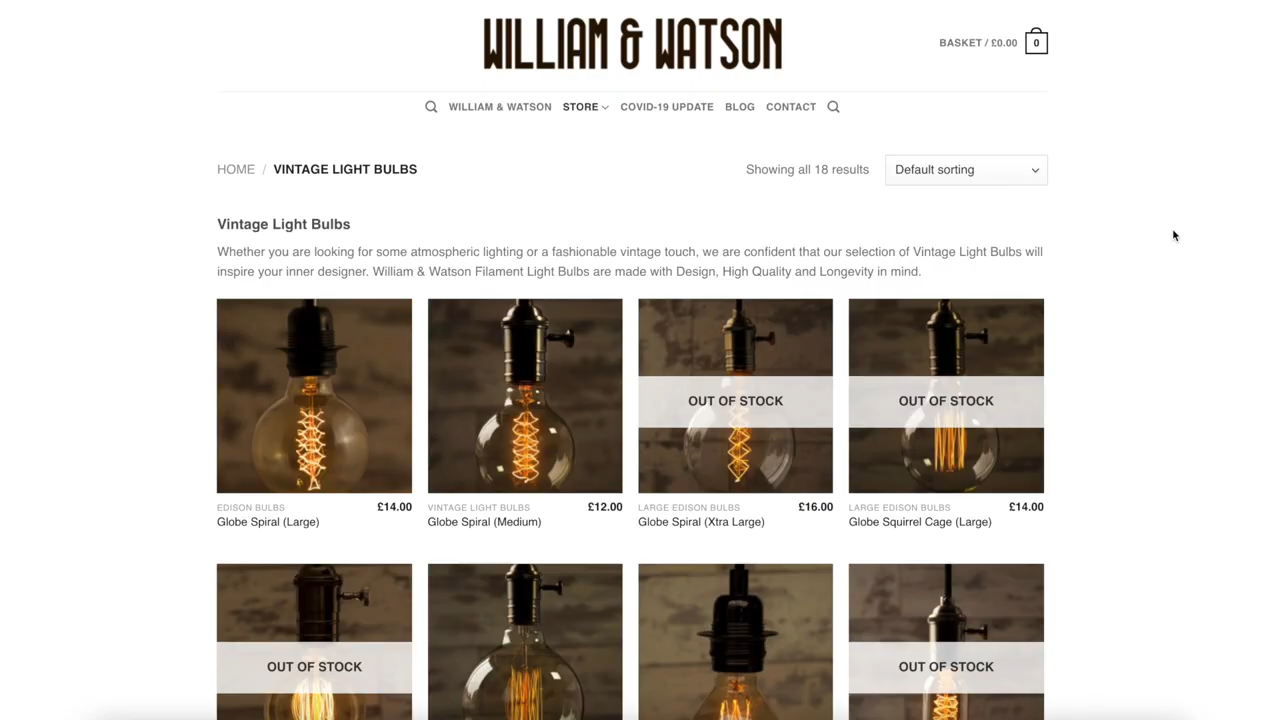 WILLIAM & WATSON
BASKET / £0.00 0
WILLIAM & WATSON STORE COVID-19 UPDATE BLOG CONTACT
HOME / VINTAGE LIGHT BULBS
Showing all 18 results Default sorting
Vintage Light Bulbs
Whether you are looking for some atmospheric lighting or a fashionable vintage touch, we are confident that our selection of Vintage Light Bulbs will
inspire your inner designer. William & Watson Filament Light Bulbs are made with Design, High Quality and Longevity in mind.
OUT OF STOCK OUT OF STOCK
EDISON BULBS £14.00 VINTAGE LIGHT BULBS £12.00 LARGE EDISON BULBS £16.00 LARGE EDISON BULBS £14.00
Globe Spiral (Large) Globe Spiral (Medium) Globe Spiral (Xtra Large) Globe Squirrel Cage (Large)
OUT OF STOCK OUT OF STOCK